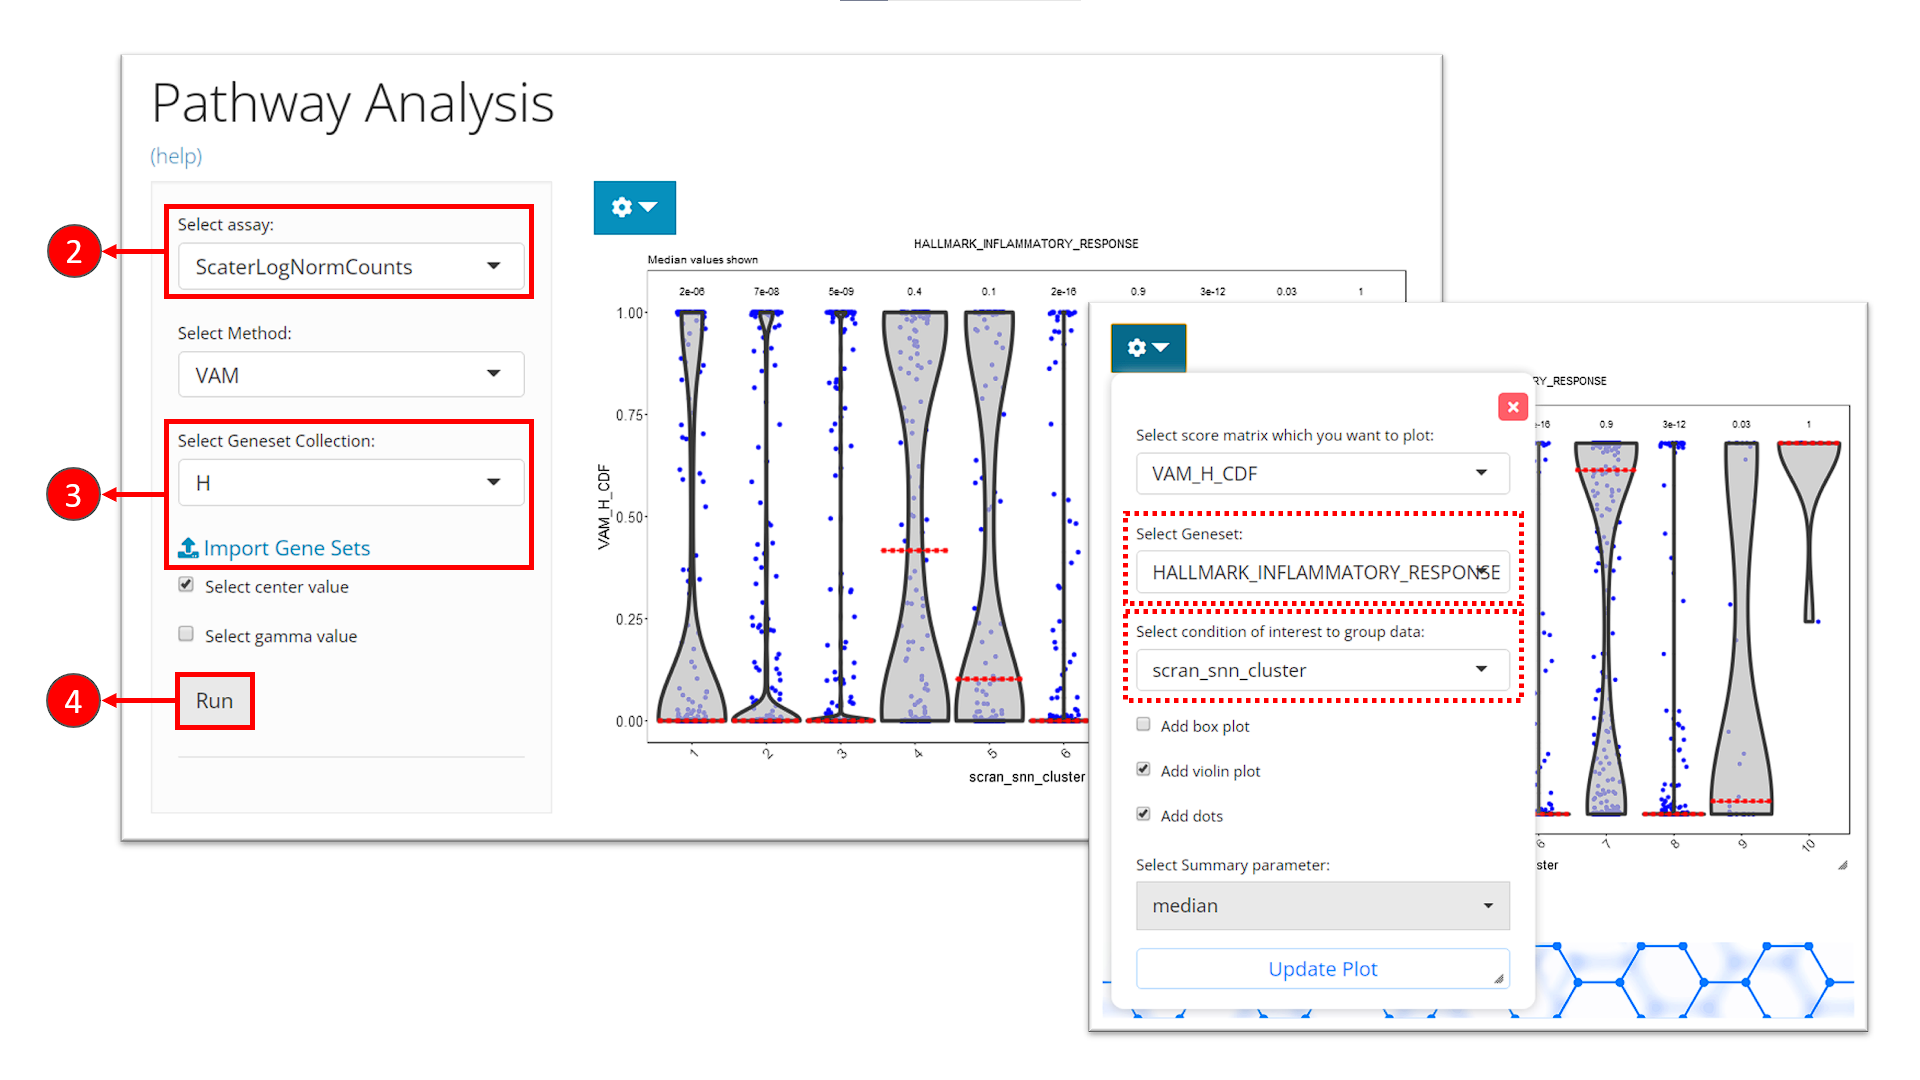 Pathway Analysis
(help)
2
Select assay:
ScaterLogNormCounts
Select Method:
VAM
3
Select Geneset Collection:
H
Import Gene Sets
Select center value
Select gamma value
4
Run
HALLMARK_INFLAMMATORY_RESPONSE
Median values shown
2e-06 7e-08 5e-09 0.4 0.1 2e-16 0.9 3e-12 0.03 1
1.00
0.75
0.50
0.25
0.00
VAM_H_CDF
1 2 3 4 5 6
scran_snn_cluster
Select score matrix which you want to plot:
VAM_H_CDF
Select Geneset:
HALLMARK_INFLAMMATORY_RESPONSE
Select condition of interest to group data:
scran_snn_cluster
Add box plot
Add violin plot
Add dots
Select Summary parameter:
median
Update Plot
RY_RESPONSE
-16 0.9 3e-12 0.03 1
6 7 8 9 10
ster